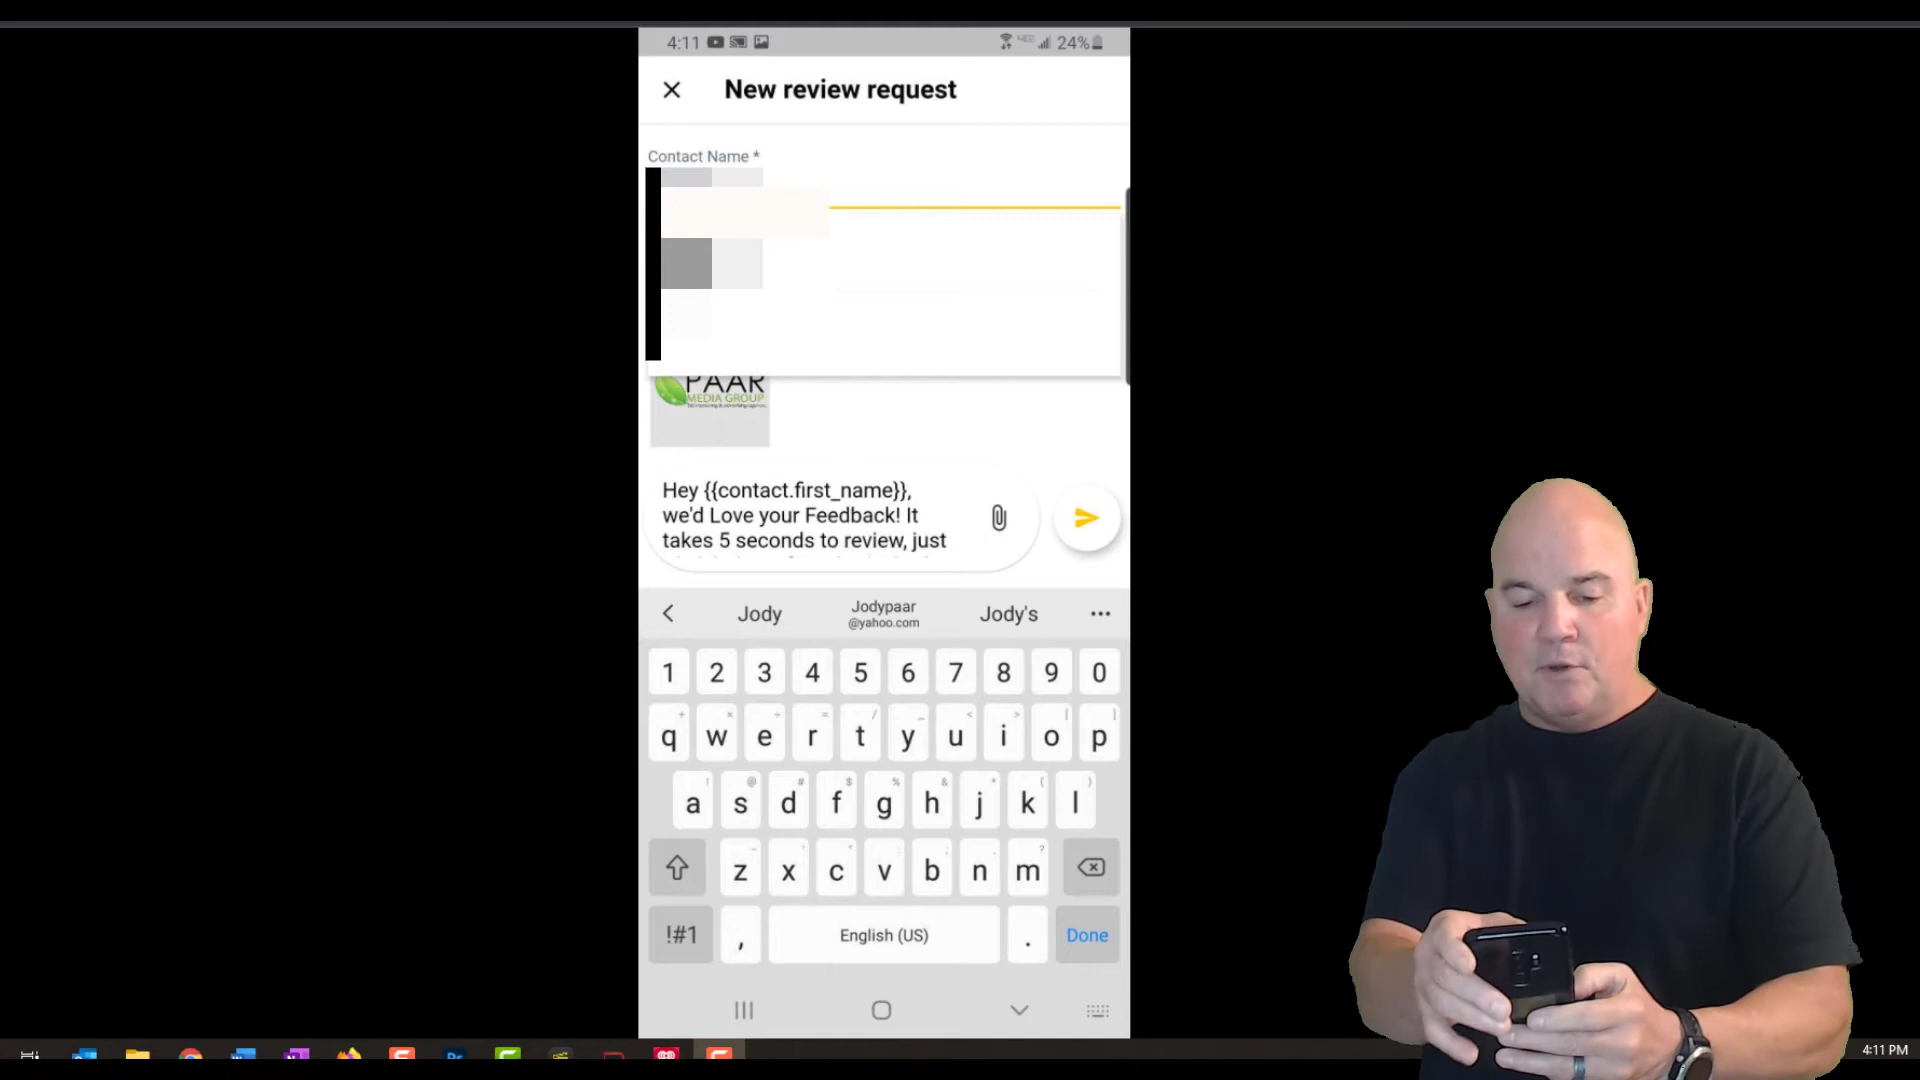 4:11
24%
New review request
Contact Name *
PAAR
MEDIA GROUP
Hey {{contact.first_name}},
we'd Love your Feedback! It
takes 5 seconds to review, just
Jody
Jodypaar
@yahoo.com
Jody's
1 2 3 4 5 6 7 8 9 0
q w e r t y u i o p
a s d f g h j k l
z x c v b n m
!#1 , English (US) . Done
4:11 PM